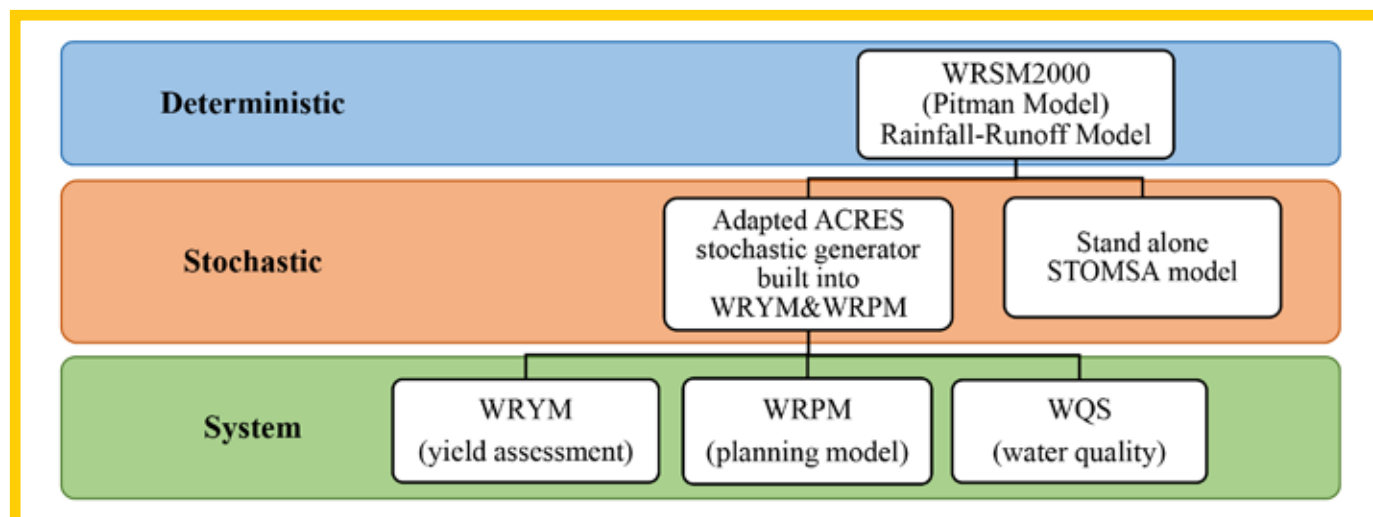 Deterministic
WRSM2000
(Pitman Model)
Rainfall-Runoff Model
Stochastic
Adapted ACRES
stochastic generator
built into
WRYM&WRPM
Stand alone
STOMSA model
System
WRYM
(yield assessment)
WRPM
(planning model)
WQS
(water quality)